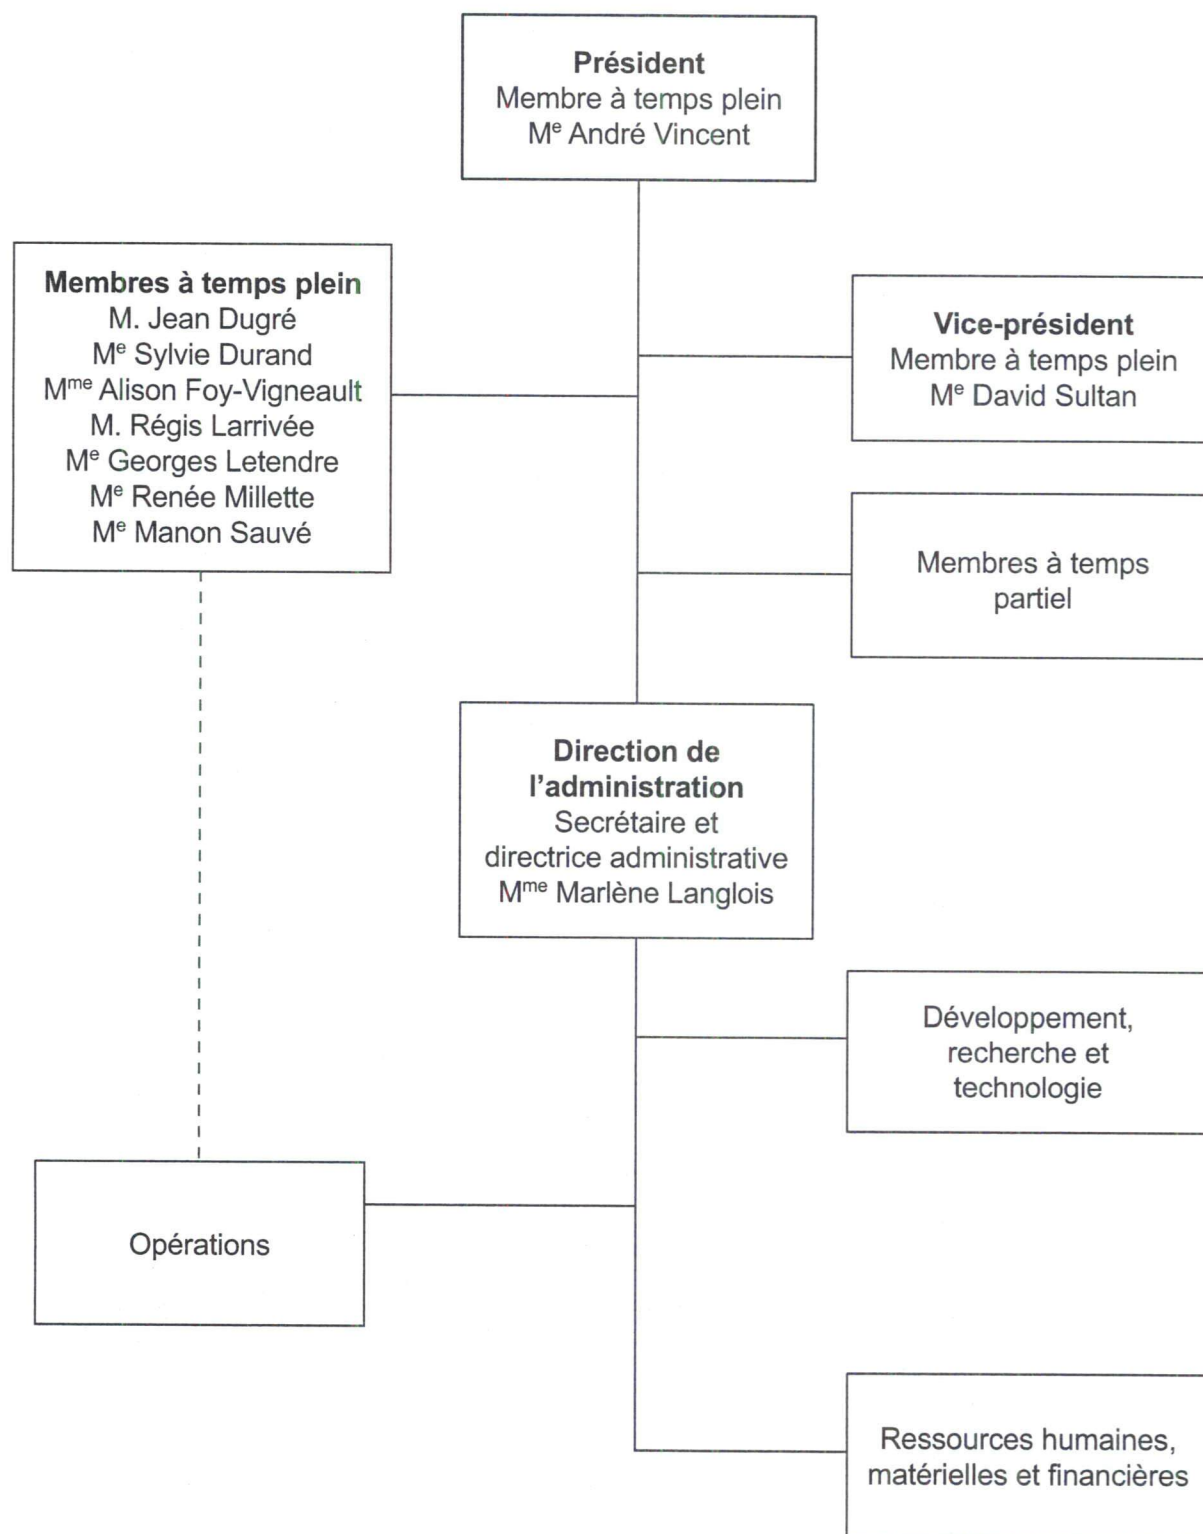 Président
Membre à temps plein
Mᵉ André Vincent
Membres à temps plein
M. Jean Dugré
Mᵉ Sylvie Durand
Mᵐᵉ Alison Foy-Vigneault
M. Régis Larrivée
Mᵉ Georges Letendre
Mᵉ Renée Millette
Mᵉ Manon Sauvé
Vice-président
Membre à temps plein
Mᵉ David Sultan
Membres à temps
partiel
Direction de
l’administration
Secrétaire et
directrice administrative
Mᵐᵉ Marlène Langlois
Développement,
recherche et
technologie
Opérations
Ressources humaines,
matérielles et financières